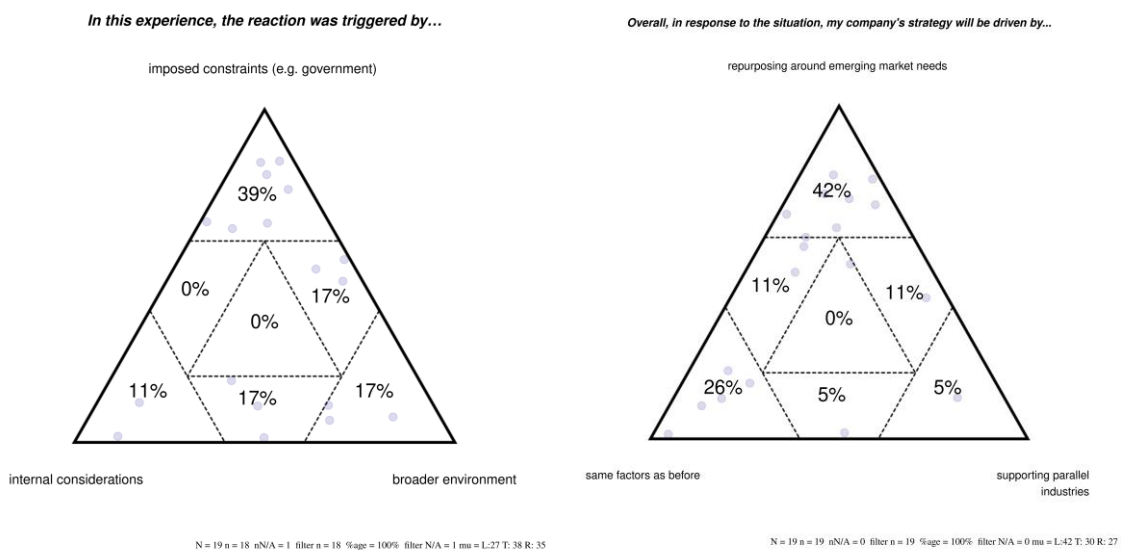 In this experience, the reaction was triggered by…
imposed constraints (e.g. government)
39%
0%
17%
0%
11%
17%
17%
internal considerations
broader environment
N = 19 n = 18 nN/A = 1 filter n = 18 %age = 100% filter N/A = 1 mu = L:27 T: 38 R: 35
Overall, in response to the situation, my company's strategy will be driven by...
repurposing around emerging market needs
42%
11%
11%
0%
26%
5%
5%
same factors as before
supporting parallel
industries
N = 19 n = 19 nN/A = 0 filter n = 19 %age = 100% filter N/A = 0 mu = L:42 T: 30 R: 27